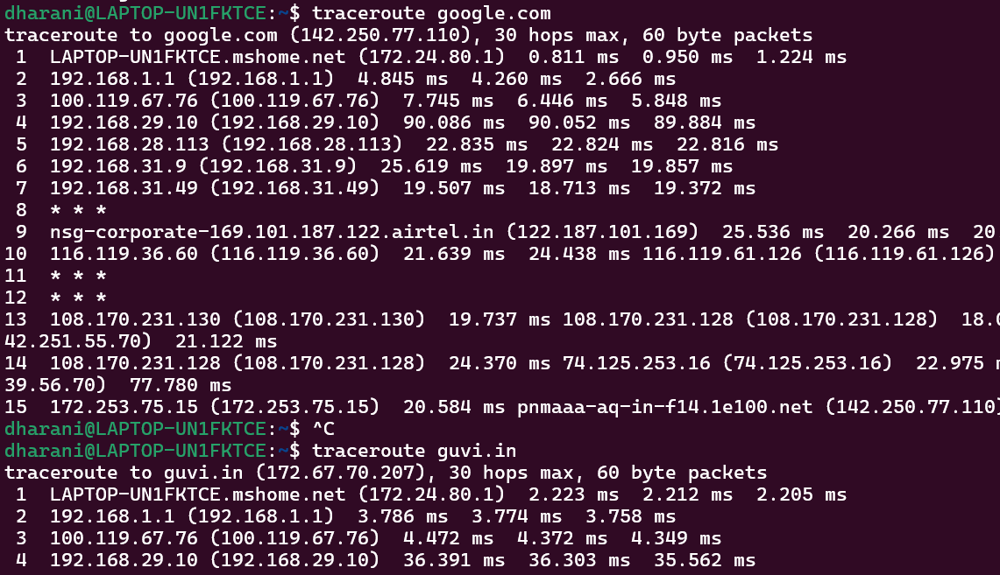 dharani@LAPTOP-UN1FKTCE:~$ traceroute google.com
traceroute to google.com (142.250.77.110), 30 hops max, 60 byte packets
 1  LAPTOP-UN1FKTCE.mshome.net (172.24.80.1)  0.811 ms  0.950 ms  1.224 ms
 2  192.168.1.1 (192.168.1.1)  4.845 ms  4.260 ms  2.666 ms
 3  100.119.67.76 (100.119.67.76)  7.745 ms  6.446 ms  5.848 ms
 4  192.168.29.10 (192.168.29.10)  90.086 ms  90.052 ms  89.884 ms
 5  192.168.28.113 (192.168.28.113)  22.835 ms  22.824 ms  22.816 ms
 6  192.168.31.9 (192.168.31.9)  25.619 ms  19.897 ms  19.857 ms
 7  192.168.31.49 (192.168.31.49)  19.507 ms  18.713 ms  19.372 ms
 8  * * *
 9  nsg-corporate-169.101.187.122.airtel.in (122.187.101.169)  25.536 ms  20.266 ms  20
10  116.119.36.60 (116.119.36.60)  21.639 ms  24.438 ms 116.119.61.126 (116.119.61.126)
11  * * *
12  * * *
13  108.170.231.130 (108.170.231.130)  19.737 ms 108.170.231.128 (108.170.231.128)  18.0
42.251.55.70)  21.122 ms
14  108.170.231.128 (108.170.231.128)  24.370 ms 74.125.253.16 (74.125.253.16)  22.975
39.56.70)  77.780 ms
15  172.253.75.15 (172.253.75.15)  20.584 ms pnmaaa-aq-in-f14.1e100.net (142.250.77.110)
dharani@LAPTOP-UN1FKTCE:~$ ^C
dharani@LAPTOP-UN1FKTCE:~$ traceroute guvi.in
traceroute to guvi.in (172.67.70.207), 30 hops max, 60 byte packets
 1  LAPTOP-UN1FKTCE.mshome.net (172.24.80.1)  2.223 ms  2.212 ms  2.205 ms
 2  192.168.1.1 (192.168.1.1)  3.786 ms  3.774 ms  3.758 ms
 3  100.119.67.76 (100.119.67.76)  4.472 ms  4.372 ms  4.349 ms
 4  192.168.29.10 (192.168.29.10)  36.391 ms  36.303 ms  35.562 ms